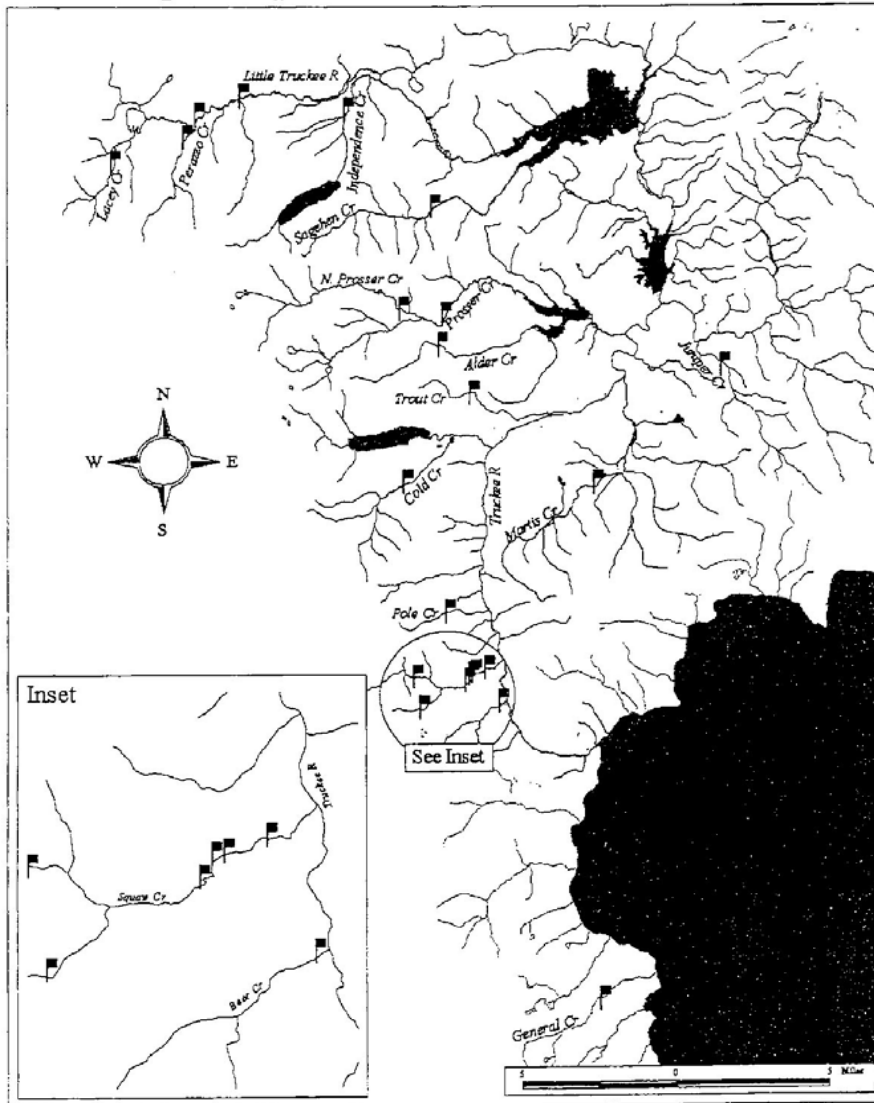 Little Truckee R
Independence Cr
Perazzo Cr
Lacey Cr
Sagehen Cr
N. Prosser Cr
Prosser Cr
Juniper Cr
Alder Cr
Trout Cr
N
W E
S
Cold Cr
Truckee R
Martis Cr
Pole Cr
Inset
See Inset
Truckee R
Squaw Cr
Bear Cr
General Cr
5 0 5 Miles